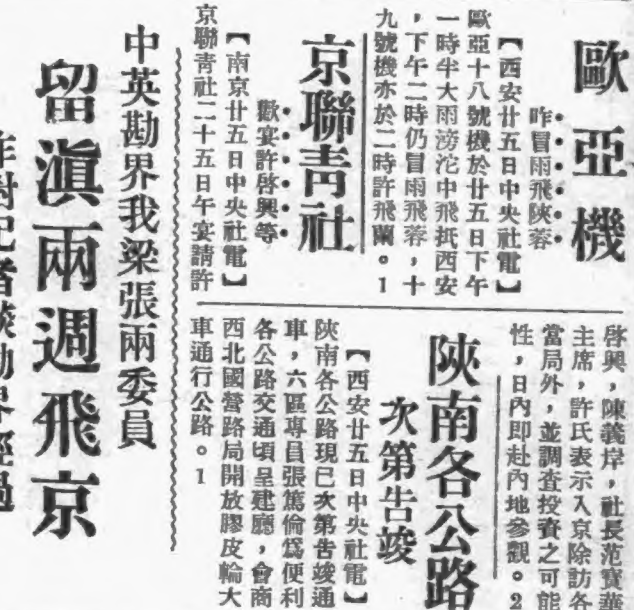 歐亞機
昨冒雨飛陝蓉
【西安廿五日中央社電】
歐亞十八號機於廿五日下午
一時半大雨滂沱中飛抵西安
，下午二時仍冒雨飛蓉，十
九號機亦於二時許飛蘭。1
京聯青社
歡宴許啓興等
【南京廿五日中央社電】
京聯青社二十五日午宴請許
啓興，陳義岸，社長范寶華
主席，許氏表示入京除訪各
當局外，並調查投資之可能
性，日內即赴內地參觀。2
陝南各公路
次第告竣
【西安廿五日中央社電】
陝南各公路現已次第告竣通
車，六區專員張篤倫爲便利
各公路交通頃呈建廳，會商
西北國營路局開放膠皮輪大
車通行公路。1
中英勘界我梁張兩委員
留滇兩週飛京
昨對記者談勘界經過